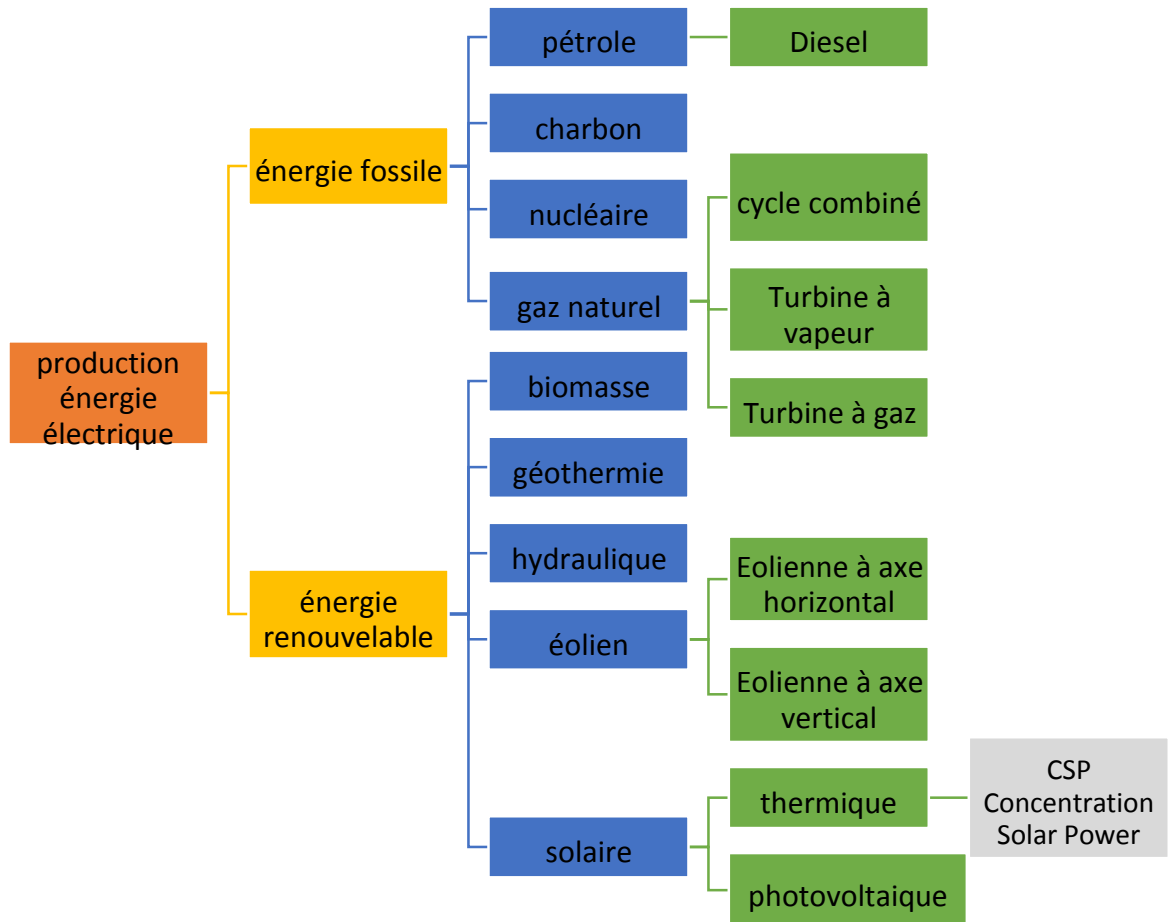 pétrole
Diesel
charbon
énergie fossile
cycle combiné
nucléaire
gaz naturel
Turbine à
vapeur
production
énergie
électrique
biomasse
Turbine à gaz
géothermie
hydraulique
Eolienne à axe
horizontal
énergie
renouvelable
éolien
Eolienne à axe
vertical
thermique
CSP
Concentration
Solar Power
solaire
photovoltaique